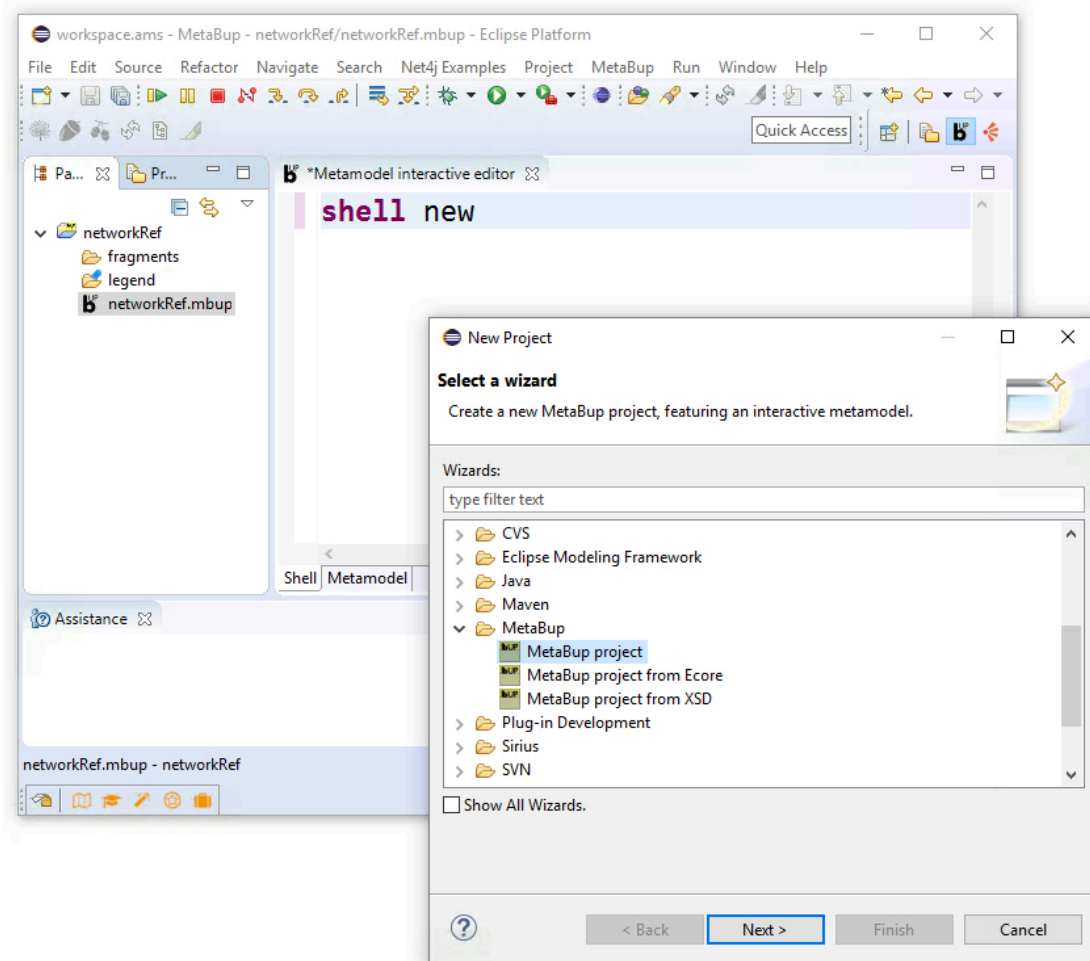 workspace.ams - MetaBup - networkRef/networkRef.mbup - Eclipse Platform
File Edit Source Refactor Navigate Search Net4j Examples Project MetaBup Run Window Help
Quick Access
Pa... Pr...
*Metamodel interactive editor
networkRef
fragments
legend
networkRef.mbup
shell new
Shell Metamodel
Assistance
networkRef.mbup - networkRef
New Project
Select a wizard
Create a new MetaBup project, featuring an interactive metamodel.
Wizards:
type filter text
CVS
Eclipse Modeling Framework
Java
Maven
MetaBup
MetaBup project
MetaBup project from Ecore
MetaBup project from XSD
Plug-in Development
Sirius
SVN
Show All Wizards.
< Back Next > Finish Cancel